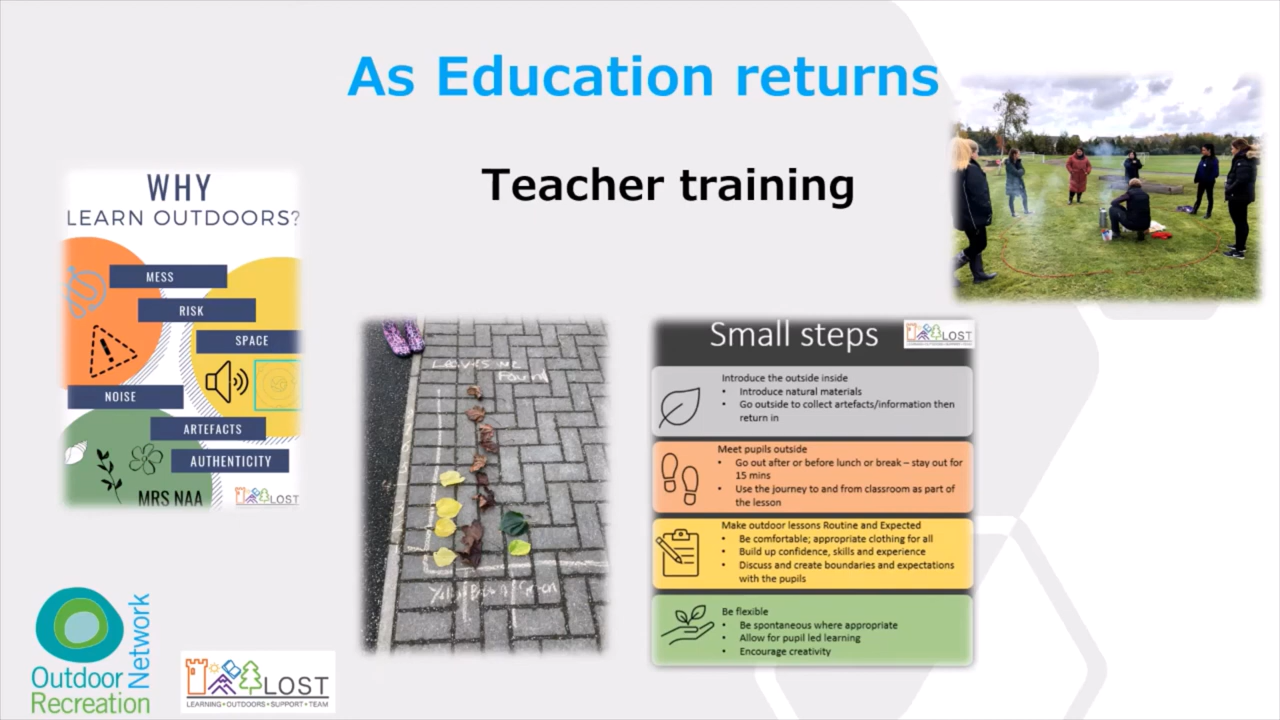 As Education returns
Teacher training
WHY
LEARN OUTDOORS?
MESS
RISK
SPACE
NOISE
ARTEFACTS
AUTHENTICITY
MRS NAA
LOST
Leaves we
Found
Yellow Brown Green
Small steps
LOST
Introduce the outside inside
• Introduce natural materials
• Go outside to collect artefacts/information then
return in
Meet pupils outside
• Go out after or before lunch or break – stay out for
15 mins
• Use the journey to and from classroom as part of
the lesson
Make outdoor lessons Routine and Expected
• Be comfortable; appropriate clothing for all
• Build up confidence, skills and experience
• Discuss and create boundaries and expectations
with the pupils
Be flexible
• Be spontaneous where appropriate
• Allow for pupil led learning
• Encourage creativity
Outdoor
Recreation
Network
LOST
LEARNING•OUTDOORS•SUPPORT•TEAM